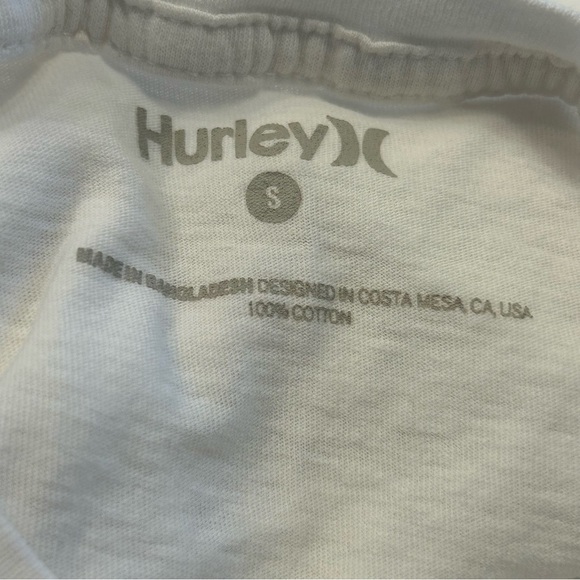 Hurley
S
MADE IN BANGLADESH DESIGNED IN COSTA MESA, CA, USA
100% COTTON